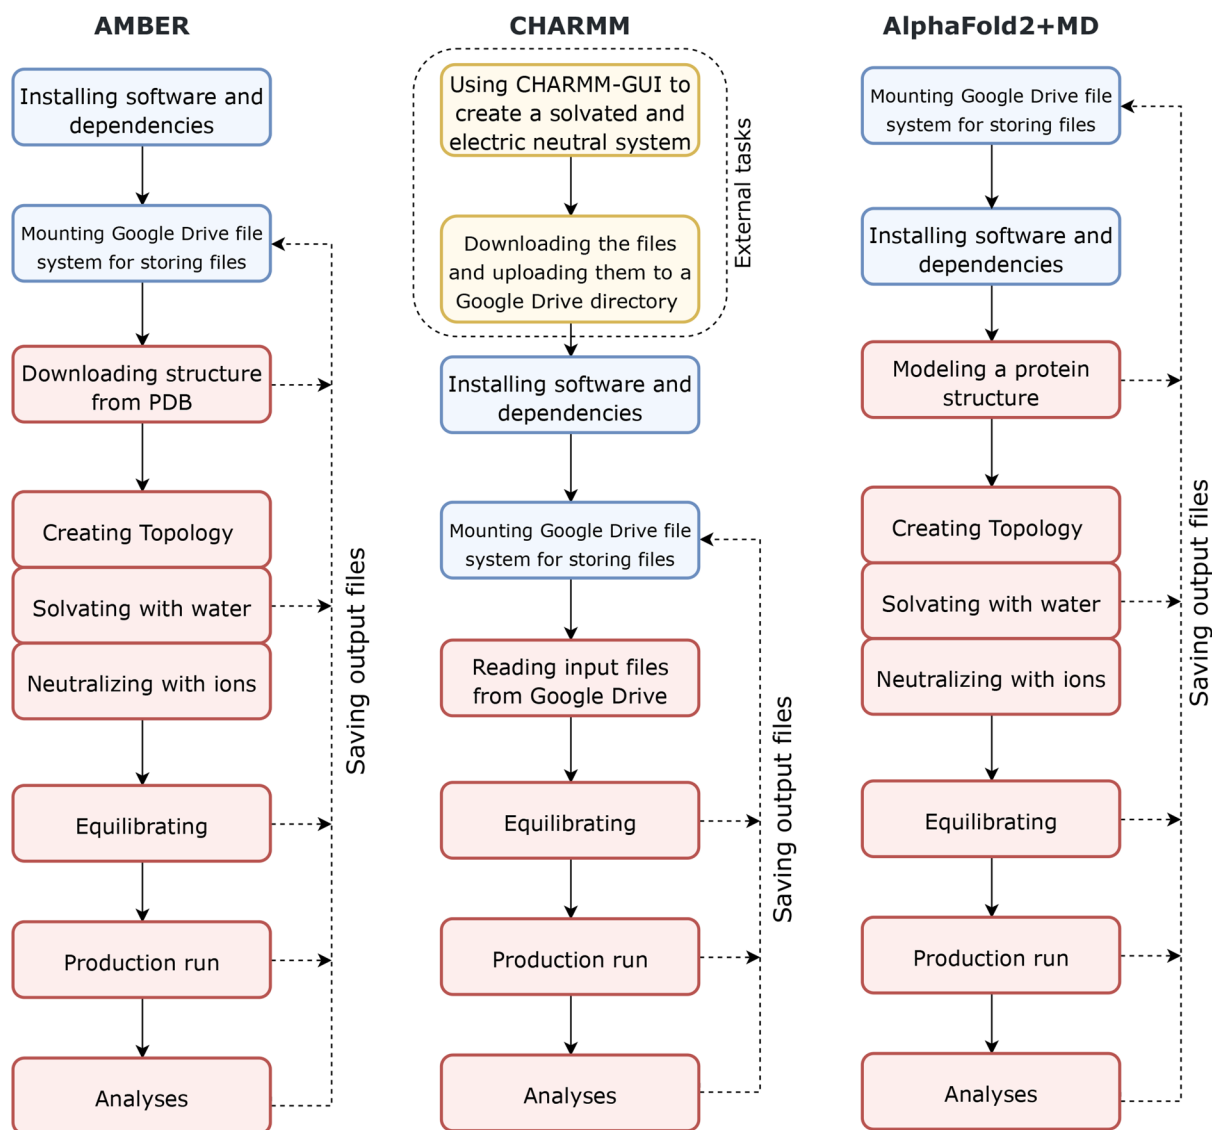 AMBER
Installing software and
dependencies
Mounting Google Drive file
system for storing files
Downloading structure
from PDB
Creating Topology
Solvating with water
Neutralizing with ions
Equilibrating
Production run
Analyses
Saving output files
CHARMM
Using CHARMM-GUI to
create a solvated and
electric neutral system
Downloading the files
and uploading them to a
Google Drive directory
External tasks
Installing software and
dependencies
Mounting Google Drive file
system for storing files
Reading input files
from Google Drive
Equilibrating
Production run
Analyses
Saving output files
AlphaFold2+MD
Mounting Google Drive file
system for storing files
Installing software and
dependencies
Modeling a protein
structure
Creating Topology
Solvating with water
Neutralizing with ions
Equilibrating
Production run
Analyses
Saving output files